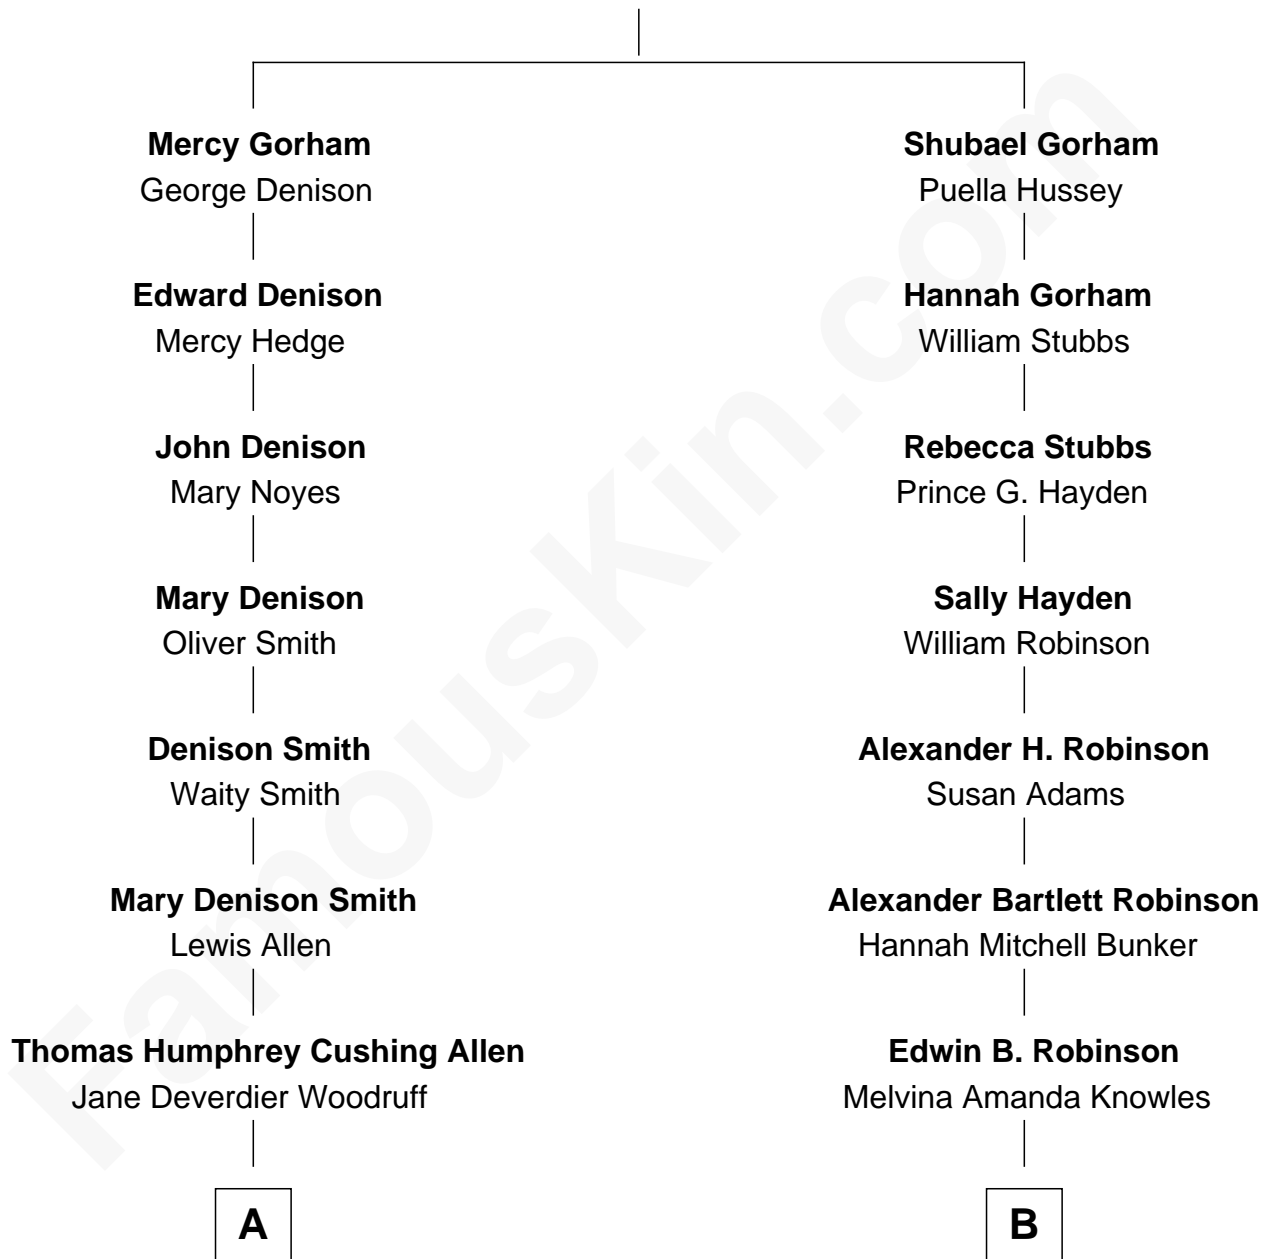 Mercy Gorham
George Denison
Edward Denison
Mercy Hedge
John Denison
Mary Noyes
Mary Denison
Oliver Smith
Denison Smith
Waity Smith
Mary Denison Smith
Lewis Allen
Thomas Humphrey Cushing Allen
Jane Deverdier Woodruff
A
Shubael Gorham
Puella Hussey
Hannah Gorham
William Stubbs
Rebecca Stubbs
Prince G. Hayden
Sally Hayden
William Robinson
Alexander H. Robinson
Susan Adams
Alexander Bartlett Robinson
Hannah Mitchell Bunker
Edwin B. Robinson
Melvina Amanda Knowles
B
FamousKin.com